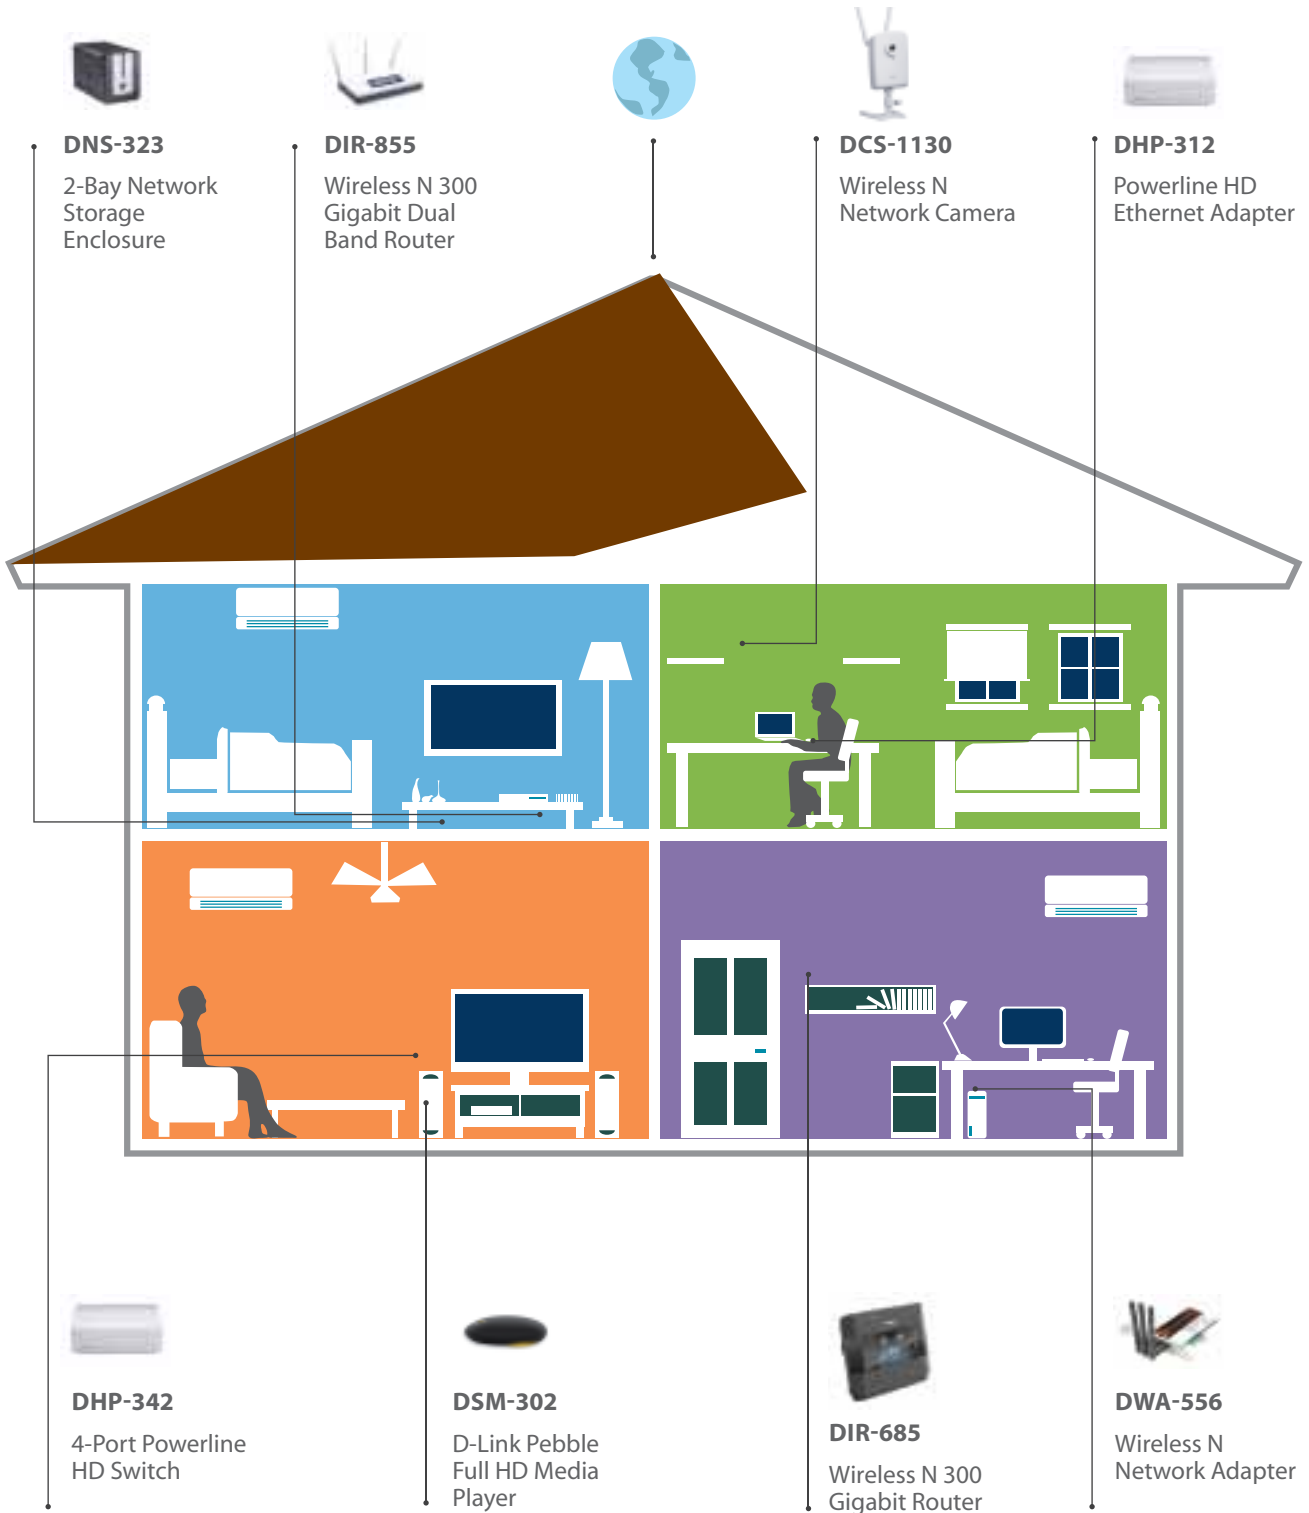 DNS-323
2-Bay Network
Storage
Enclosure
DIR-855
Wireless N 300
Gigabit Dual
Band Router
DCS-1130
Wireless N
Network Camera
DHP-312
Powerline HD
Ethernet Adapter
DHP-342
4-Port Powerline
HD Switch
DSM-302
D-Link Pebble
Full HD Media
Player
DIR-685
Wireless N 300
Gigabit Router
DWA-556
Wireless N
Network Adapter